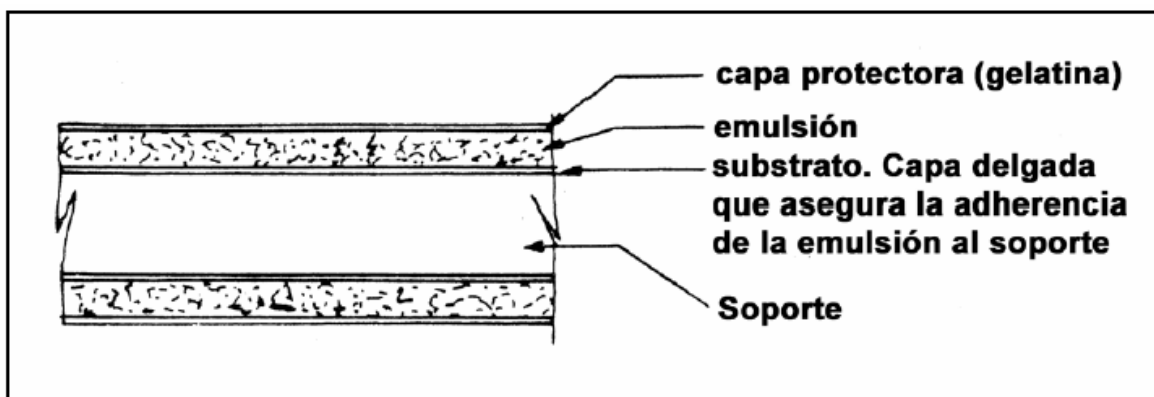 capa protectora (gelatina)
emulsión
substrato. Capa delgada
que asegura la adherencia
de la emulsión al soporte
Soporte